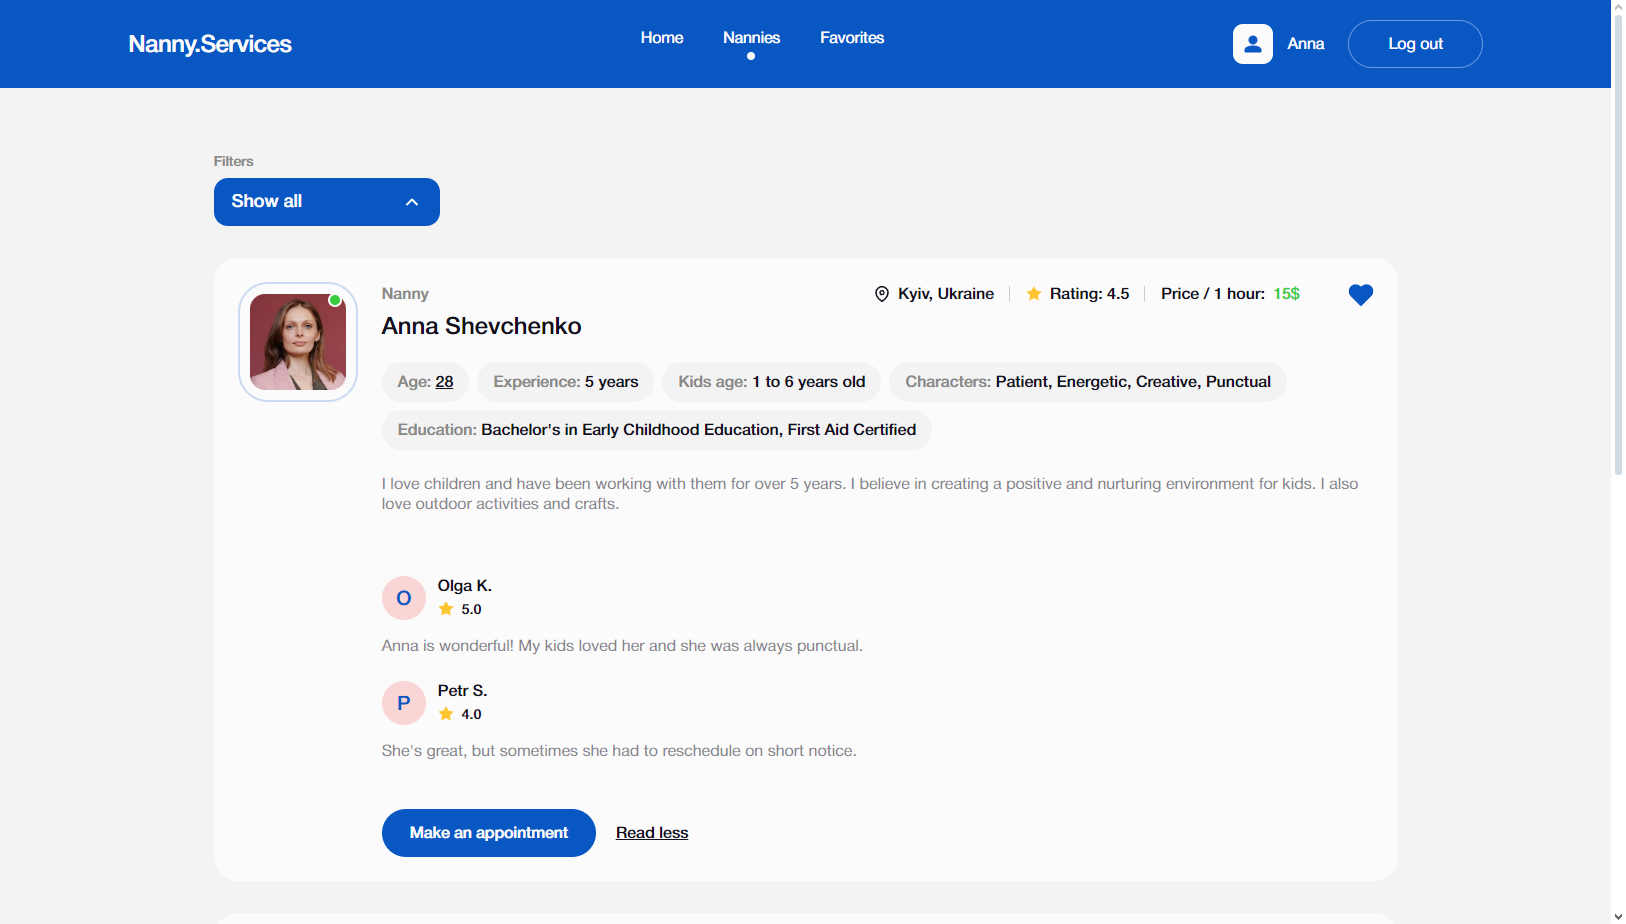 Nanny.Services
Home
Nannies
Favorites
Anna
Log out
Filters
Show all
Nanny
Kyiv, Ukraine
Rating: 4.5
Price / 1 hour: 15$
Anna Shevchenko
Age: 28
Experience: 5 years
Kids age: 1 to 6 years old
Characters: Patient, Energetic, Creative, Punctual
Education: Bachelor's in Early Childhood Education, First Aid Certified
I love children and have been working with them for over 5 years. I believe in creating a positive and nurturing environment for kids. I also
love outdoor activities and crafts.
O
Olga K.
5.0
Anna is wonderful! My kids loved her and she was always punctual.
P
Petr S.
4.0
She's great, but sometimes she had to reschedule on short notice.
Make an appointment
Read less